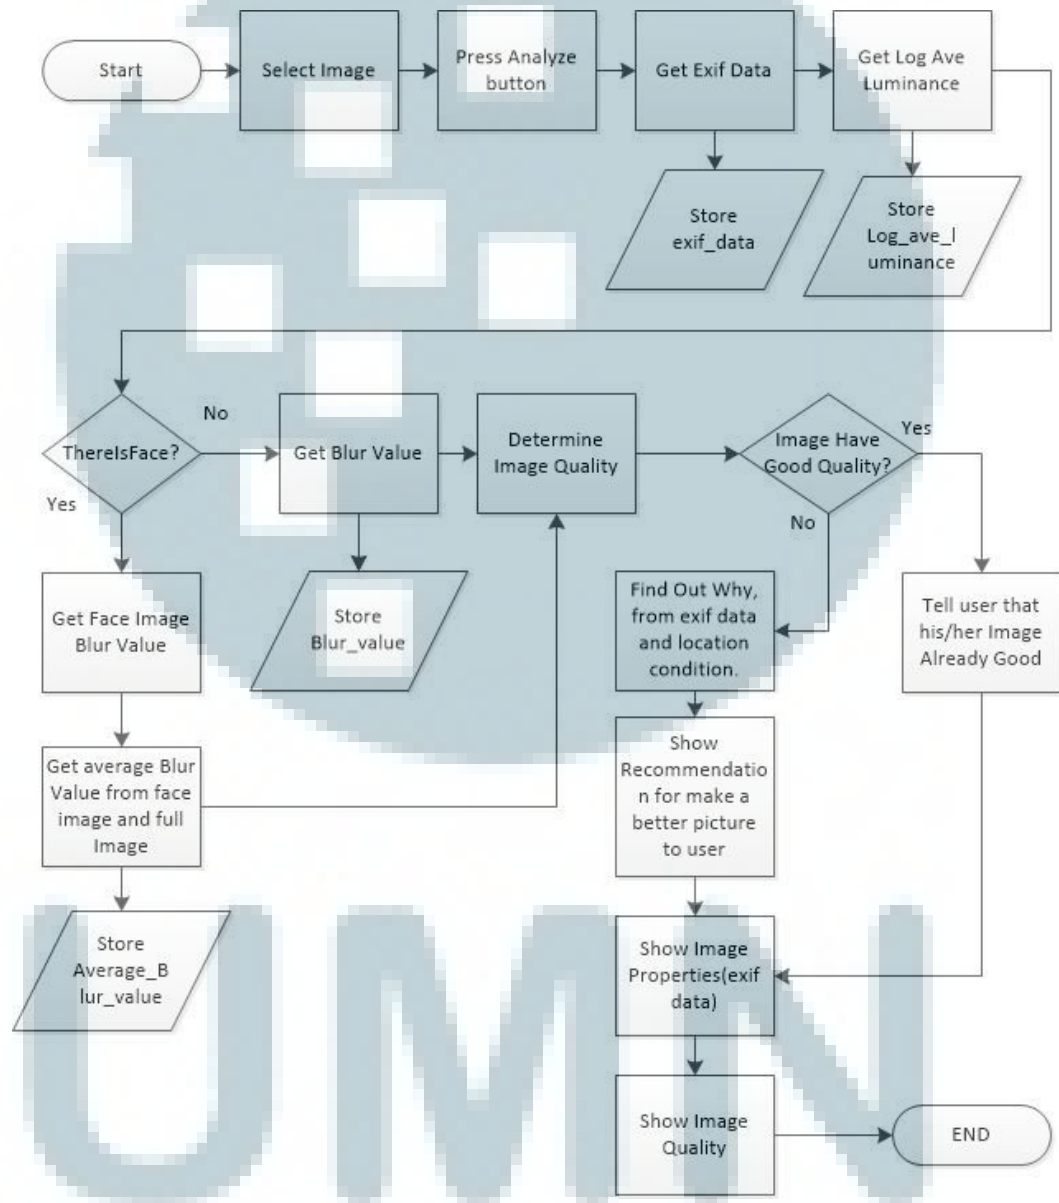 Start
Select Image
Press Analyze
button
Get Exif Data
Get Log Ave
Luminance
Store
exif_data
Store
Log_ave_l
uminance
ThereIsFace?
No
Yes
Get Blur Value
Determine
Image Quality
Image Have
Good Quality?
Yes
No
Get Face Image
Blur Value
Store
Blur_value
Find Out Why,
from exif data
and location
condition.
Tell user that
his/her Image
Already Good
Get average Blur
Value from face
image and full
Image
Show
Recommendatio
n for make a
better picture
to user
Store
Average_B
lur_value
Show Image
Properties(exif
data)
Show Image
Quality
END
UMN